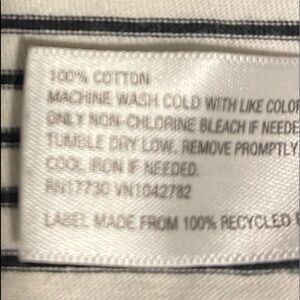 100% COTTON
MACHINE WASH COLD WITH LIKE COLOR
ONLY NON-CHLORINE BLEACH IF NEEDE
TUMBLE DRY LOW. REMOVE PROMPTLY
COOL IRON IF NEEDED.
RN17730 VN1042782
LABEL MADE FROM 100% RECYCLED